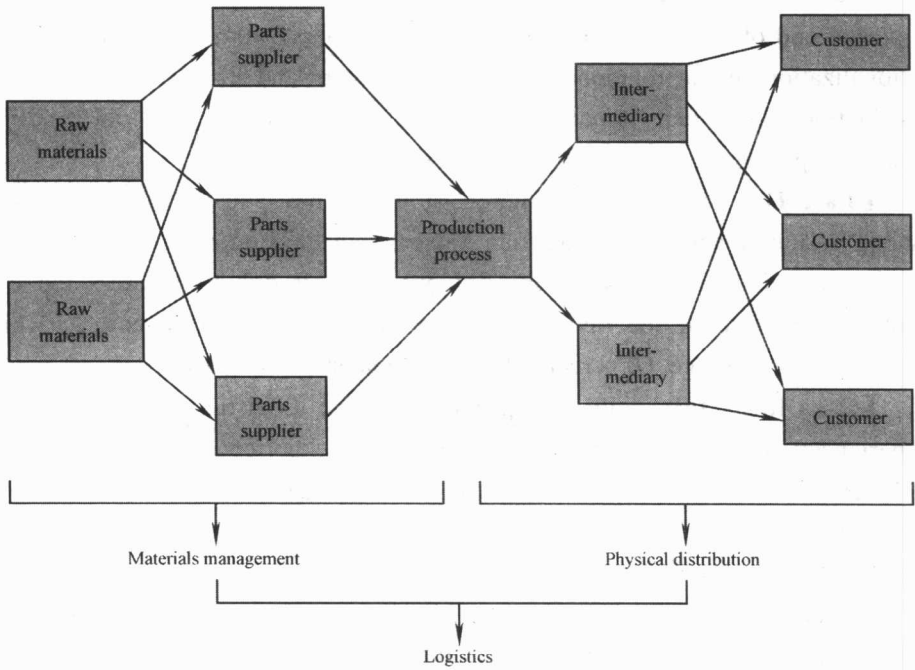 Parts
supplier
Customer
Inter-
mediary
Raw
materials
Parts
supplier
Production
process
Customer
Raw
materials
Inter-
mediary
Parts
supplier
Customer
Materials management
Physical distribution
Logistics